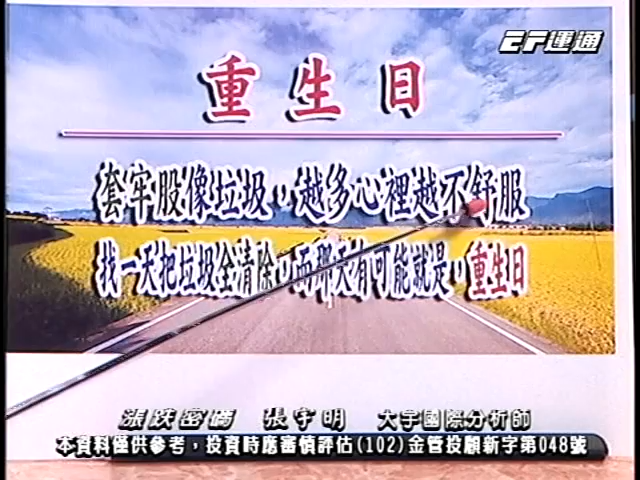 ET運通
重生日
套牢股像垃圾，越多心裡越不舒服
找一天把垃圾全清除，而那天有可能就是，重生日
漲跌密碼 張宇明 大宇國際分析師
本資料僅供參考，投資時應審慎評估(102)金管投顧新字第048號